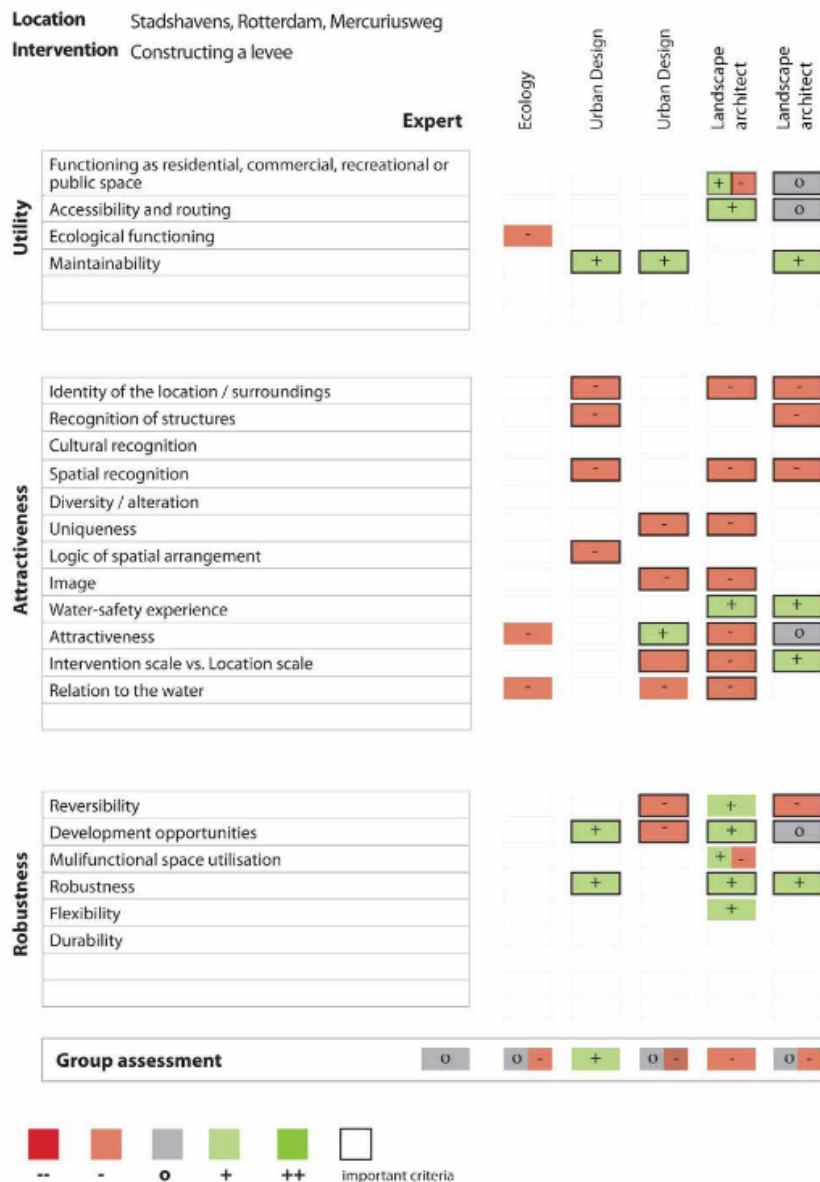 Location Stadshavens, Rotterdam, Mercuriusweg
Intervention Constructing a levee
Expert
Ecology
Urban Design
Urban Design
Landscape
architect
Landscape
architect
Utility
Functioning as residential, commercial, recreational or
public space + - o
Accessibility and routing + o
Ecological functioning -
Maintainability + + +
Attractiveness
Identity of the location / surroundings - - -
Recognition of structures - -
Cultural recognition
Spatial recognition - - -
Diversity / alteration
Uniqueness - -
Logic of spatial arrangement -
Image - -
Water-safety experience + +
Attractiveness - + - o
Intervention scale vs. Location scale - - +
Relation to the water - - -
Robustness
Reversibility - + -
Development opportunities + - + o
Mulifunctional space utilisation + -
Robustness + + +
Flexibility +
Durability
Group assessment o o - + o - - o -
-- - o + ++ important criteria